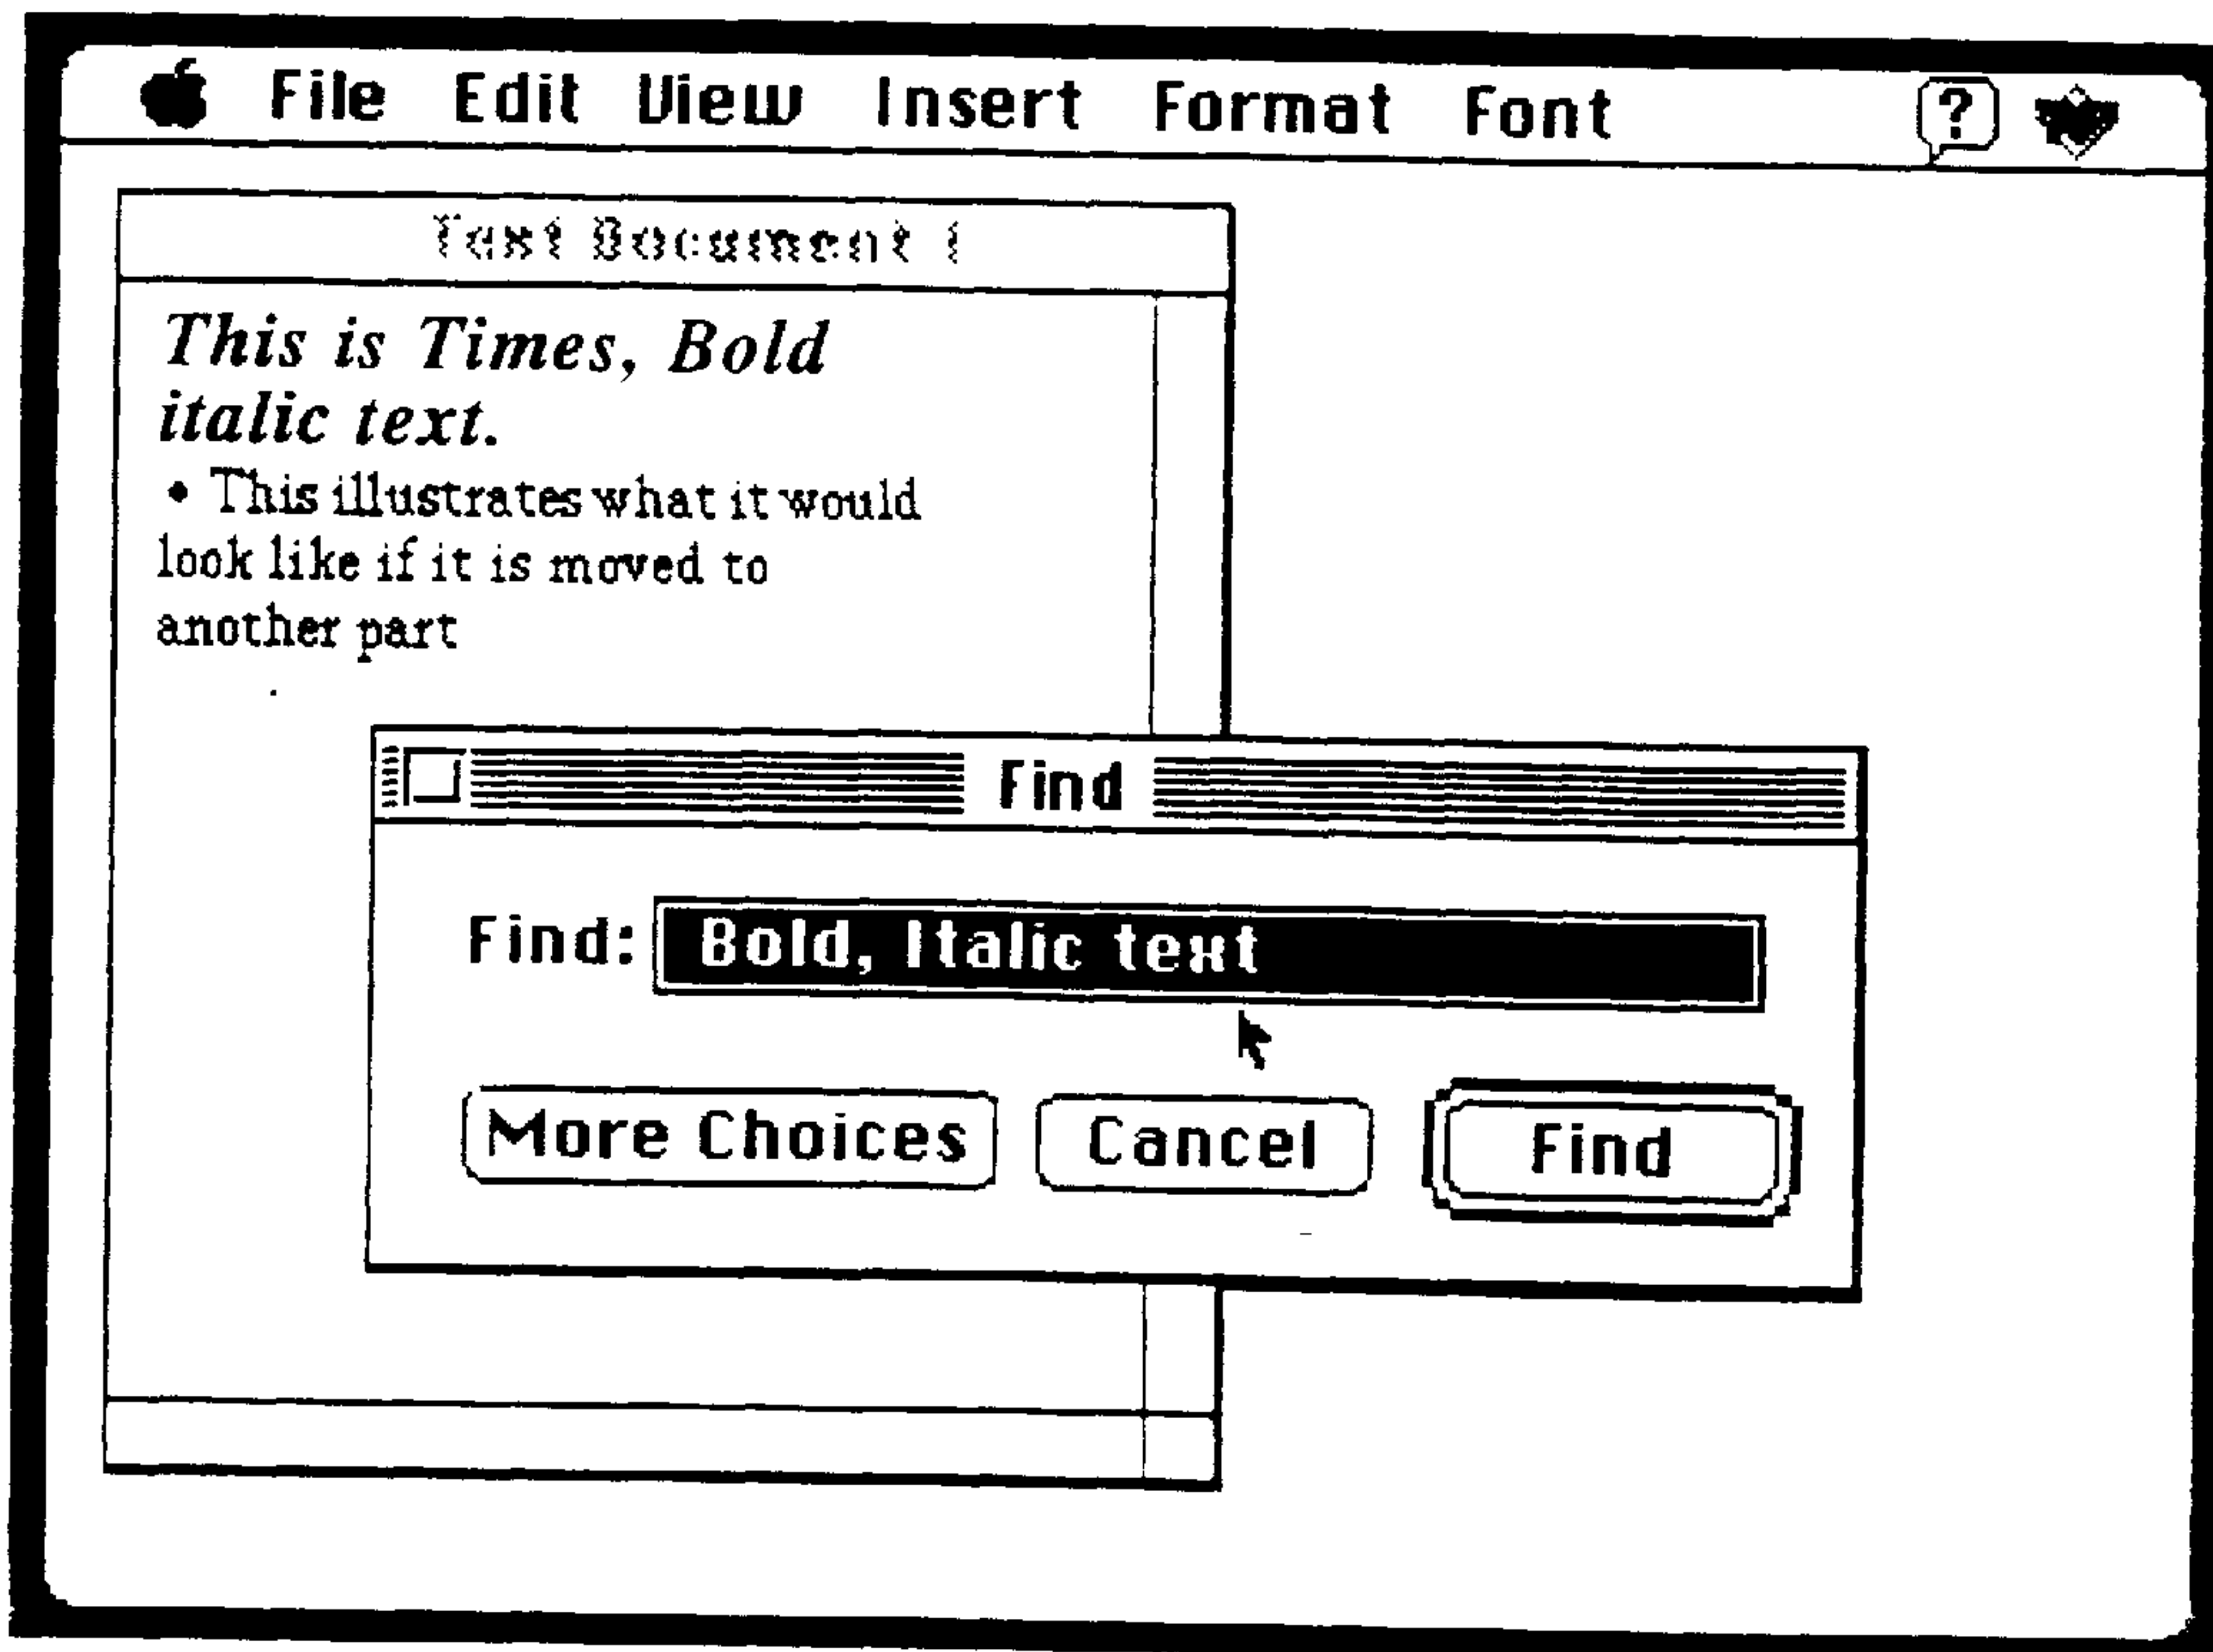 File Edit View Insert Format Font ?
Text Document 1
This is Times, Bold
italic text.
• This illustrates what it would
look like if it is moved to
another part
Find
Find: Bold, Italic text
More Choices Cancel Find